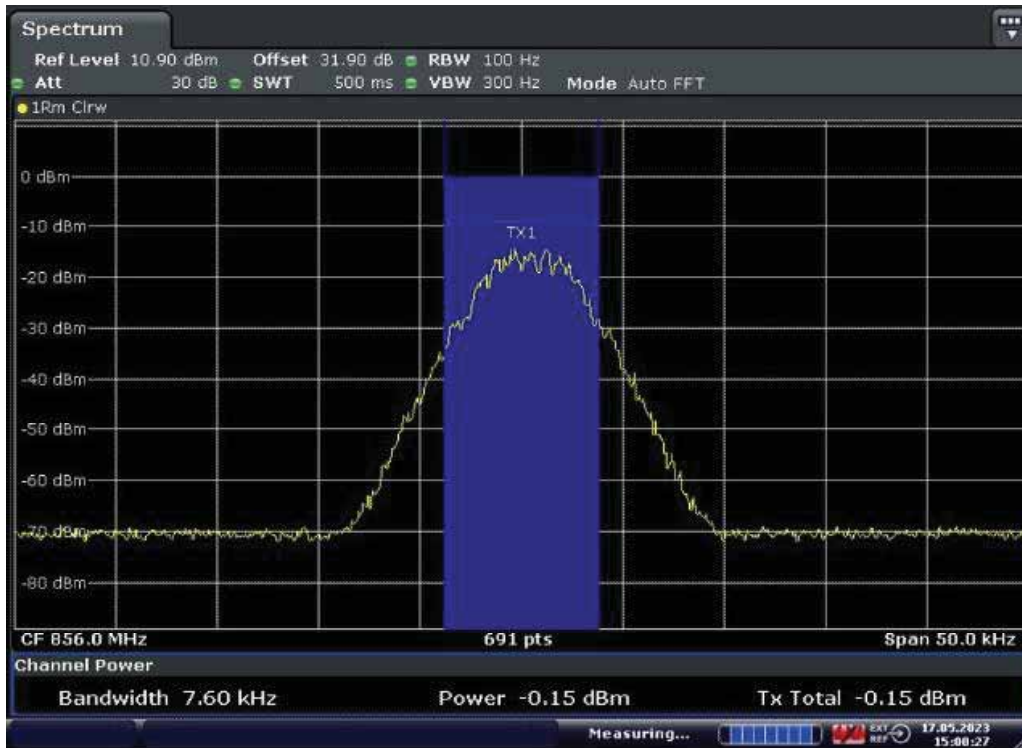 Spectrum
Ref Level 10.90 dBm Offset 31.90 dB RBW 100 Hz
Att 30 dB SWT 500 ms VBW 300 Hz Mode Auto FFT
1Rm Clrw
0 dBm
-10 dBm
TX1
-20 dBm
-30 dBm
-40 dBm
-50 dBm
-60 dBm
-70 dBm
-80 dBm
CF 856.0 MHz 691 pts Span 50.0 kHz
Channel Power
Bandwidth 7.60 kHz Power -0.15 dBm Tx Total -0.15 dBm
Measuring... EXT REF 17.05.2023
15:08:27